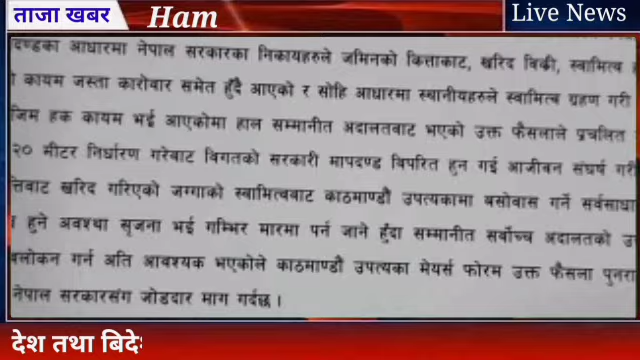 ताजा खबर
Ham
Live News
दण्डका आधारमा नेपाल सरकारका निकायहरुले जमिनको कित्ताकाट, खरिद विक्री, स्वामित्व
कायम जस्ता कारोवार समेत हुँदै आएको र सोहि आधारमा स्थानीयहरुले स्वामित्व ग्रहण गरी
जिम हक कायम भई आएकोमा हाल सम्मानीत अदालतबाट भएको उक्त फैसलाले प्रचलित
२० मीटर निर्धारण गरेबाट विगतको सरकारी मापदण्ड विपरित हुन गई आजीवन संघर्ष गरी
त्तिबाट खरिद गरिएको जग्गाको स्वामित्वबाट काठमाण्डौ उपत्यकामा बसोवास गर्ने सर्वसाधा
हुने अवश्था सृजना भई गम्भिर मारमा पर्न जाने हुँदा सम्मानीत सर्वोच्च अदालतको
लोकन गर्न अति आवश्यक भएकोले काठमाण्डौ उपत्यका मेयर्स फोरम उक्त फैसला पुनरा
नेपाल सरकारसंग जोडदार माग गर्दछ ।
देश तथा बिदे